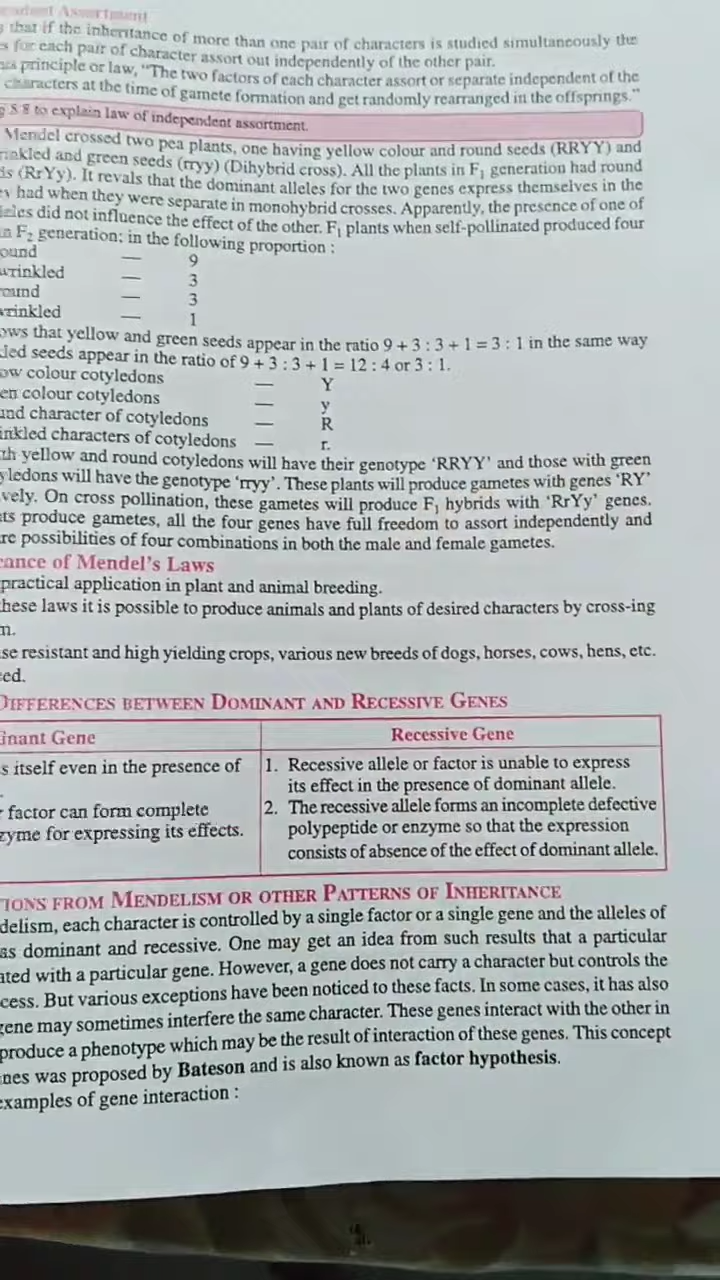 Assortment
that if the inheritance of more than one pair of characters is studied simultaneously the
for each pair of character assort out independently of the other pair.
principle or law, "The two factors of each character assort or separate independent of the
characters at the time of gamete formation and get randomly rearranged in the offsprings."
8.8 to explain law of independent assortment.
Mendel crossed two pea plants, one having yellow colour and round seeds (RRYY) and
and green seeds (rryy) (Dihybrid cross). All the plants in F₁ generation had round
(RrYy). It revals that the dominant alleles for the two genes express themselves in the
had when they were separate in monohybrid crosses. Apparently, the presence of one of
did not influence the effect of the other. F₁ plants when self-pollinated produced four
F₂ generation; in the following proportion :
ound — 9
wrinkled — 3
round — 3
wrinkled — 1
ows that yellow and green seeds appear in the ratio 9 + 3 : 3 + 1 = 3 : 1 in the same way
seeds appear in the ratio of 9 + 3 : 3 + 1 = 12 : 4 or 3 : 1.
ow colour cotyledons — Y
en colour cotyledons — y
und character of cotyledons — R
inkled characters of cotyledons — r.
th yellow and round cotyledons will have their genotype 'RRYY' and those with green
yledons will have the genotype 'rryy'. These plants will produce gametes with genes 'RY'
vely. On cross pollination, these gametes will produce F₁ hybrids with 'RrYy' genes.
ts produce gametes, all the four genes have full freedom to assort independently and
re possibilities of four combinations in both the male and female gametes.
cance of Mendel's Laws
practical application in plant and animal breeding.
these laws it is possible to produce animals and plants of desired characters by cross-ing
n.
se resistant and high yielding crops, various new breeds of dogs, horses, cows, hens, etc.
ed.
DIFFERENCES BETWEEN DOMINANT AND RECESSIVE GENES
inant Gene Recessive Gene
s itself even in the presence of 1. Recessive allele or factor is unable to express
its effect in the presence of dominant allele.
factor can form complete 2. The recessive allele forms an incomplete defective
zyme for expressing its effects. polypeptide or enzyme so that the expression
consists of absence of the effect of dominant allele.
TIONS FROM MENDELISM OR OTHER PATTERNS OF INHERITANCE
delism, each character is controlled by a single factor or a single gene and the alleles of
as dominant and recessive. One may get an idea from such results that a particular
ated with a particular gene. However, a gene does not carry a character but controls the
cess. But various exceptions have been noticed to these facts. In some cases, it has also
gene may sometimes interfere the same character. These genes interact with the other in
produce a phenotype which may be the result of interaction of these genes. This concept
nes was proposed by Bateson and is also known as factor hypothesis.
examples of gene interaction :